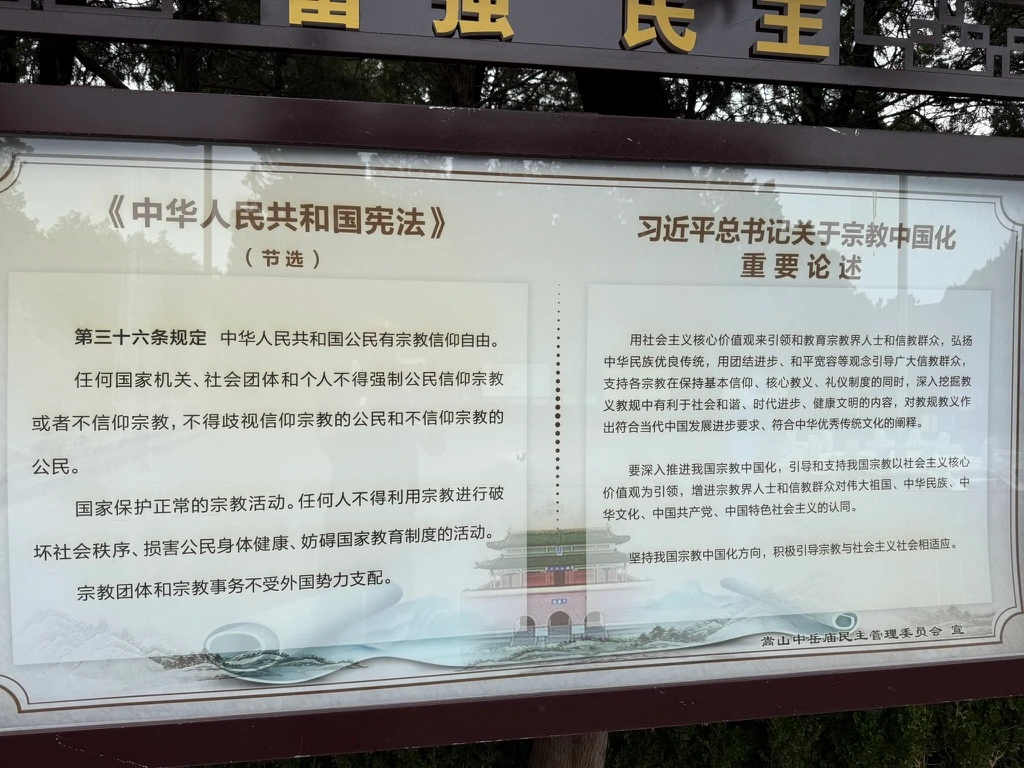 富强 民主
《中华人民共和国宪法》
（节选）
第三十六条规定 中华人民共和国公民有宗教信仰自由。
任何国家机关、社会团体和个人不得强制公民信仰宗教
或者不信仰宗教，不得歧视信仰宗教的公民和不信仰宗教的
公民。
国家保护正常的宗教活动。任何人不得利用宗教进行破
坏社会秩序、损害公民身体健康、妨碍国家教育制度的活动。
宗教团体和宗教事务不受外国势力支配。
习近平总书记关于宗教中国化
重要论述
用社会主义核心价值观来引领和教育宗教界人士和信教群众，弘扬
中华民族优良传统，用团结进步、和平宽容等观念引导广大信教群众，
支持各宗教在保持基本信仰、核心教义、礼仪制度的同时，深入挖掘教
义教规中有利于社会和谐、时代进步、健康文明的内容，对教规教义作
出符合当代中国发展进步要求、符合中华优秀传统文化的阐释。
要深入推进我国宗教中国化，引导和支持我国宗教以社会主义核心
价值观为引领，增进宗教界人士和信教群众对伟大祖国、中华民族、中
华文化、中国共产党、中国特色社会主义的认同。
坚持我国宗教中国化方向，积极引导宗教与社会主义社会相适应。
嵩山中岳庙民主管理委员会 宣